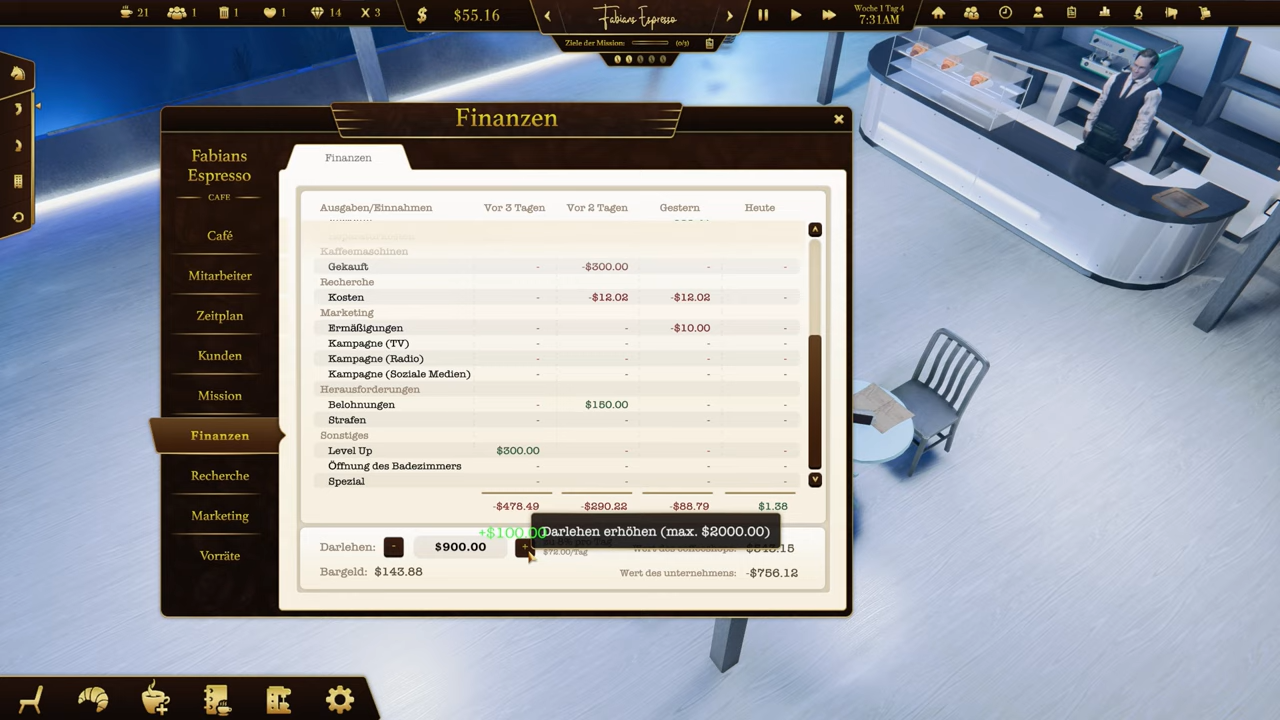 21 1 1 1 14 X 3 $55.16 Fabians Espresso Woche 1 Tag 4
7:31AM
Ziele der Mission: (0/3)
Finanzen
Fabians
Espresso
CAFE
Café
Mitarbeiter
Zeitplan
Kunden
Mission
Finanzen
Recherche
Marketing
Vorräte
Finanzen
Ausgaben/Einnahmen Vor 3 Tagen Vor 2 Tagen Gestern Heute
Kaffeemaschinen
Gekauft - -$300.00 - -
Recherche
Kosten - -$12.02 -$12.02 -
Marketing
Ermäßigungen - - -$10.00 -
Kampagne (TV) - - - -
Kampagne (Radio) - - - -
Kampagne (Soziale Medien) - - - -
Herausforderungen
Belohnungen - $150.00 - -
Strafen - - - -
Sonstiges
Level Up $300.00 - - -
Öffnung des Badezimmers - - - -
Spezial - - - -
-$478.49 -$290.22 -$88.79 $1.38
+$100.00
Darlehen erhöhen (max. $2000.00)
Darlehen: - $900.00 +
$72.00/Tag
Bargeld: $143.88 Wert des unternehmens: -$756.12